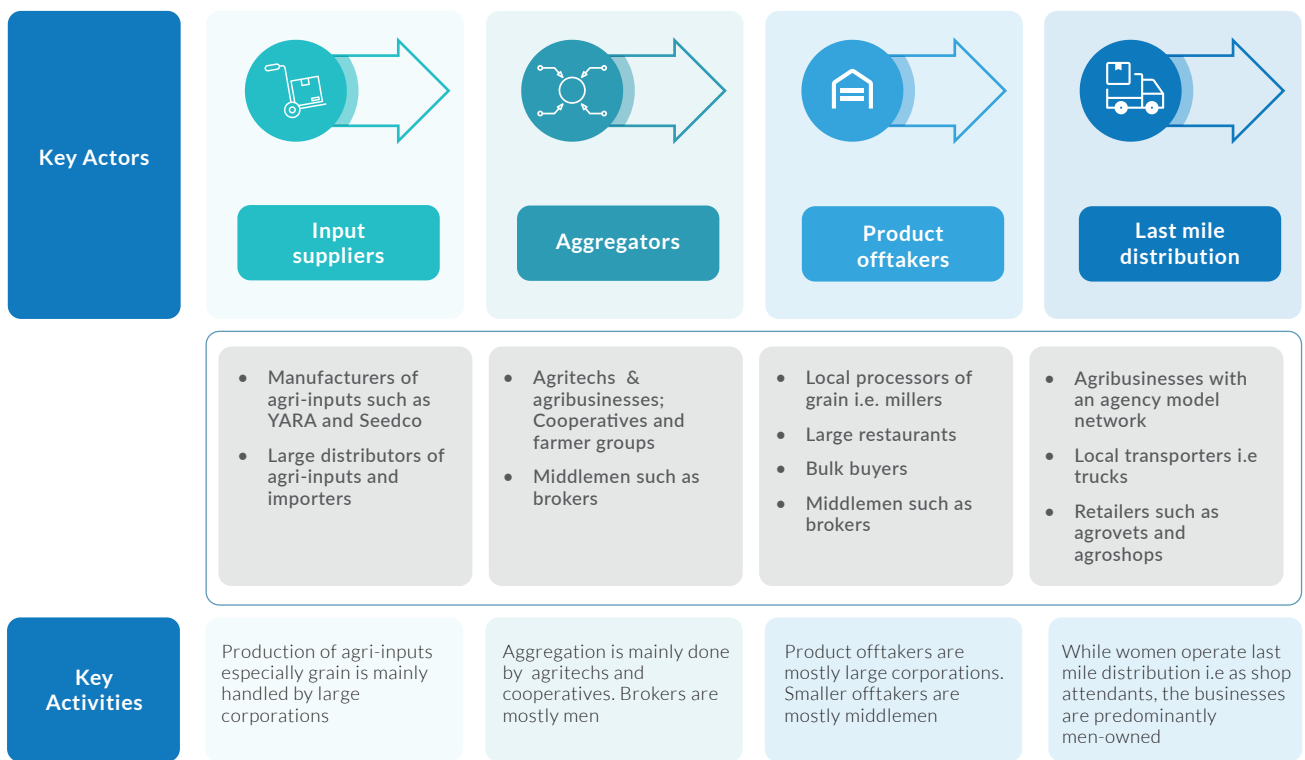 Key Actors
Input
suppliers
Aggregators
Product
offtakers
Last mile
distribution
• Manufacturers of
agri-inputs such as
YARA and Seedco
• Large distributors of
agri-inputs and
importers
• Agritechs &
agribusinesses;
Cooperatives and
farmer groups
• Middlemen such as
brokers
• Local processors of
grain i.e. millers
• Large restaurants
• Bulk buyers
• Middlemen such as
brokers
• Agribusinesses with
an agency model
network
• Local transporters i.e
trucks
• Retailers such as
agrovets and
agroshops
Key
Activities
Production of agri-inputs
especially grain is mainly
handled by large
corporations
Aggregation is mainly done
by agritechs and
cooperatives. Brokers are
mostly men
Product offtakers are
mostly large corporations.
Smaller offtakers are
mostly middlemen
While women operate last
mile distribution i.e as shop
attendants, the businesses
are predominantly
men-owned